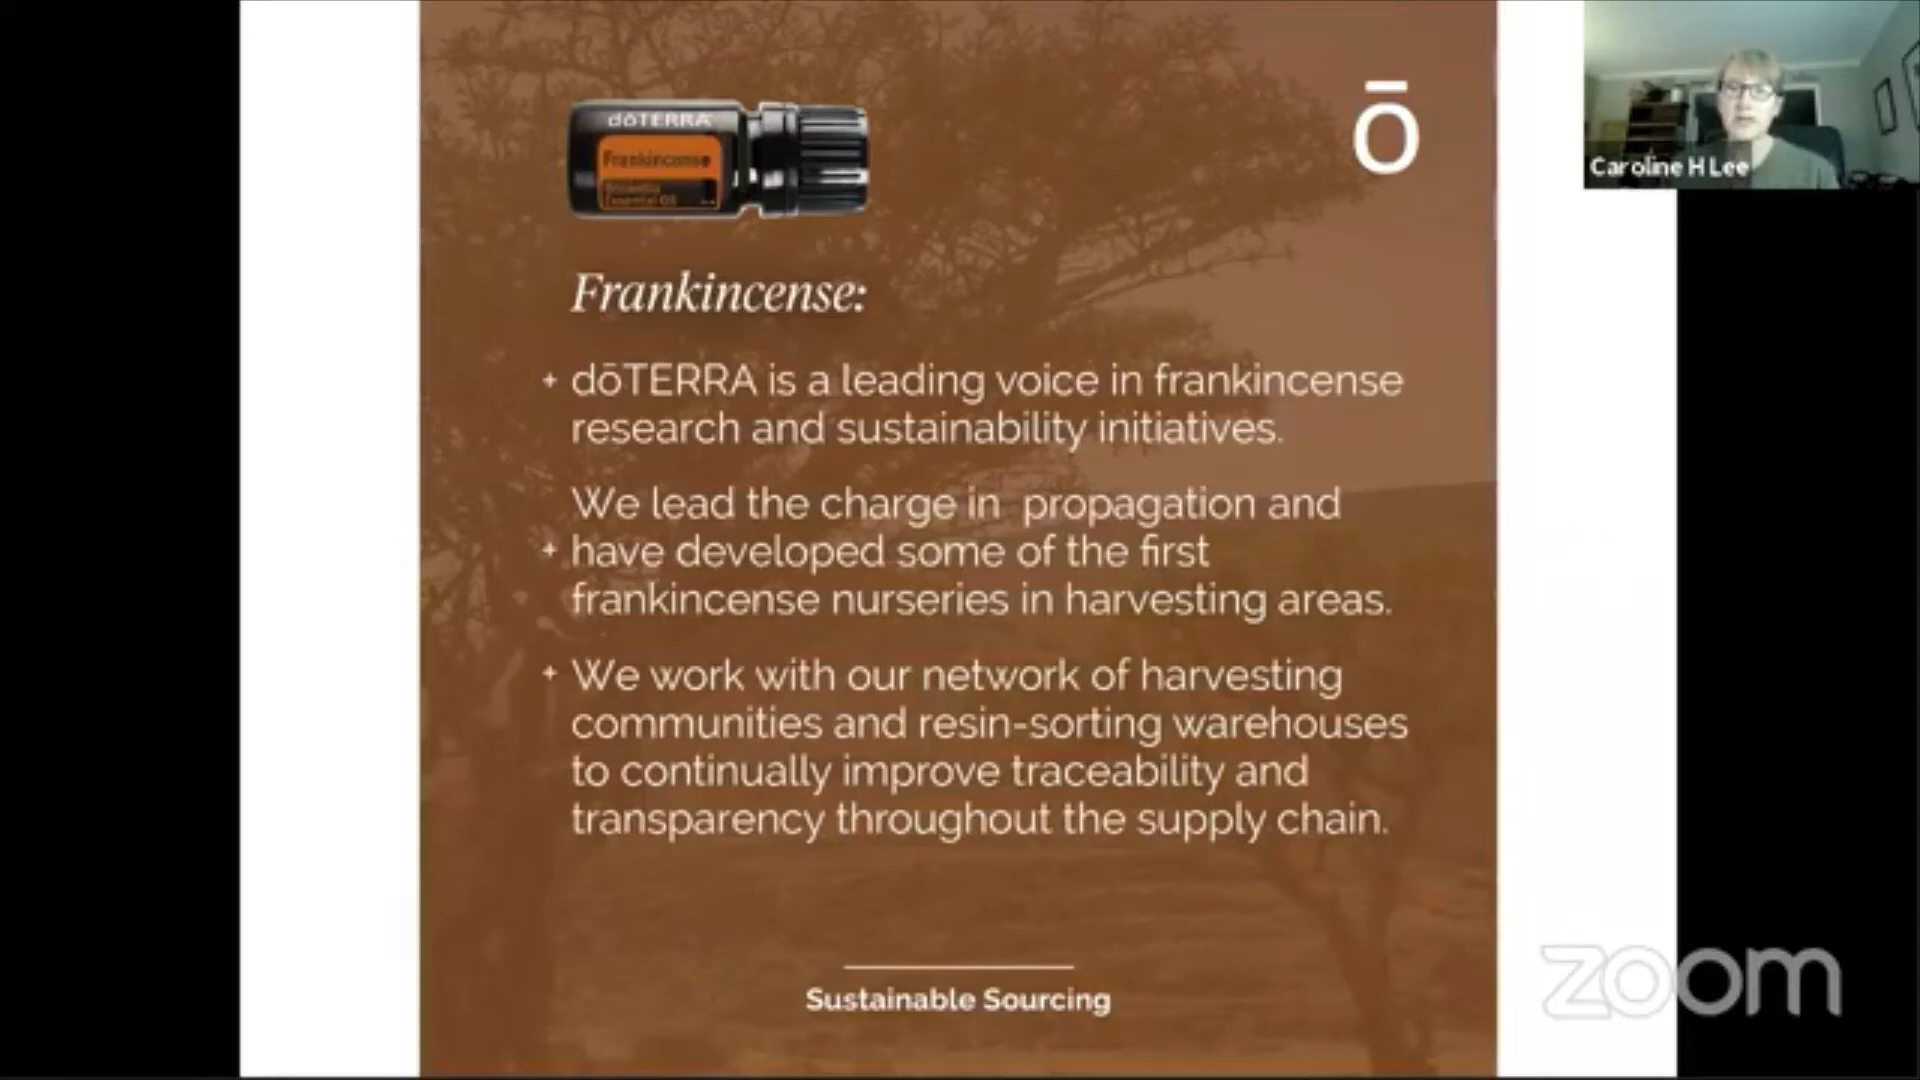 dōTERRA
Frankincense
Boswellia
Essential Oil
ō
Caroline H Lee
Frankincense:
+ dōTERRA is a leading voice in frankincense
research and sustainability initiatives.
We lead the charge in propagation and
+ have developed some of the first
frankincense nurseries in harvesting areas.
+ We work with our network of harvesting
communities and resin-sorting warehouses
to continually improve traceability and
transparency throughout the supply chain.
Sustainable Sourcing
zoom